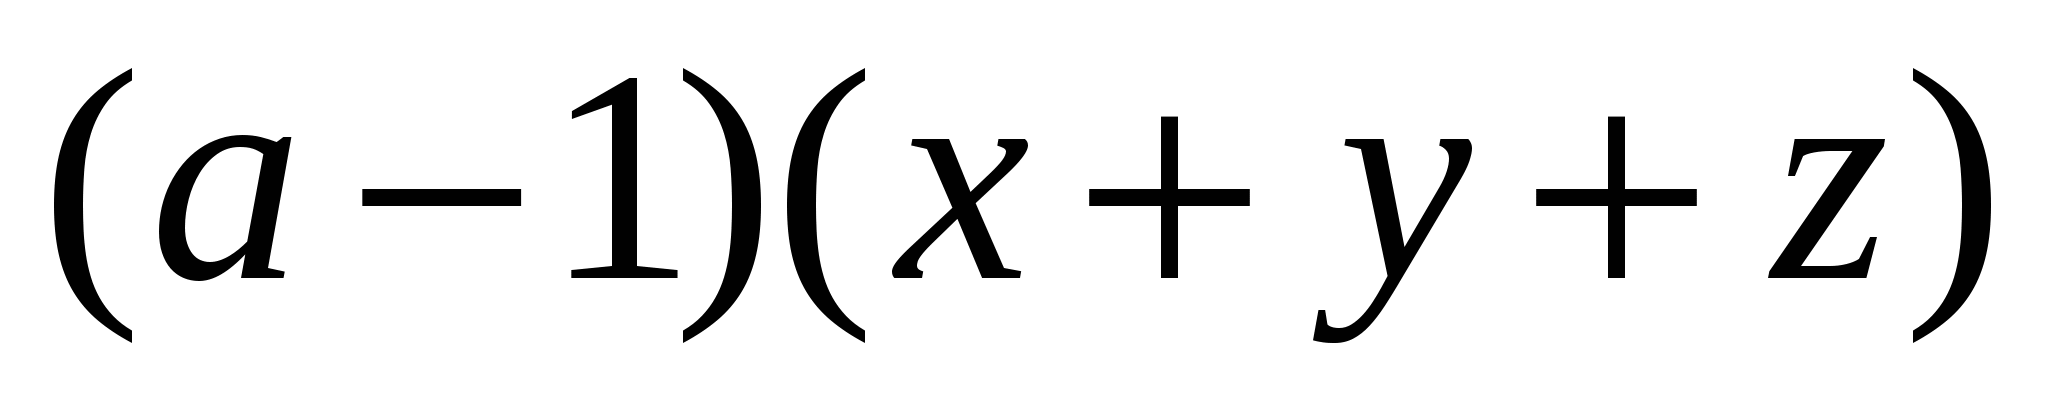 (a − 1)(x + y + z)